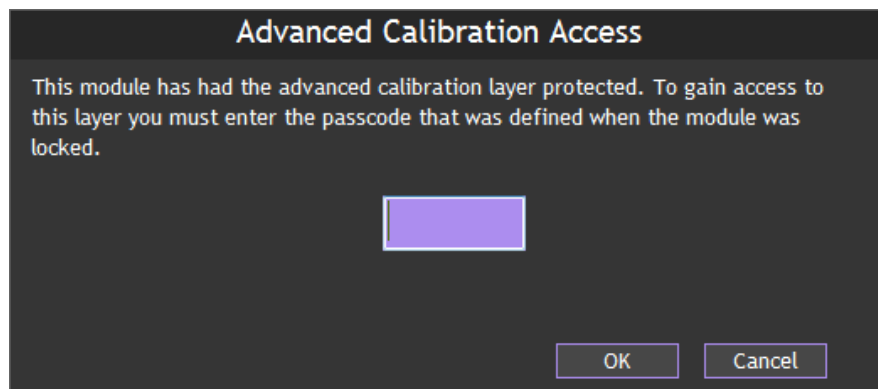 Advanced Calibration Access
This module has had the advanced calibration layer protected. To gain access to
this layer you must enter the passcode that was defined when the module was
locked.
OK Cancel